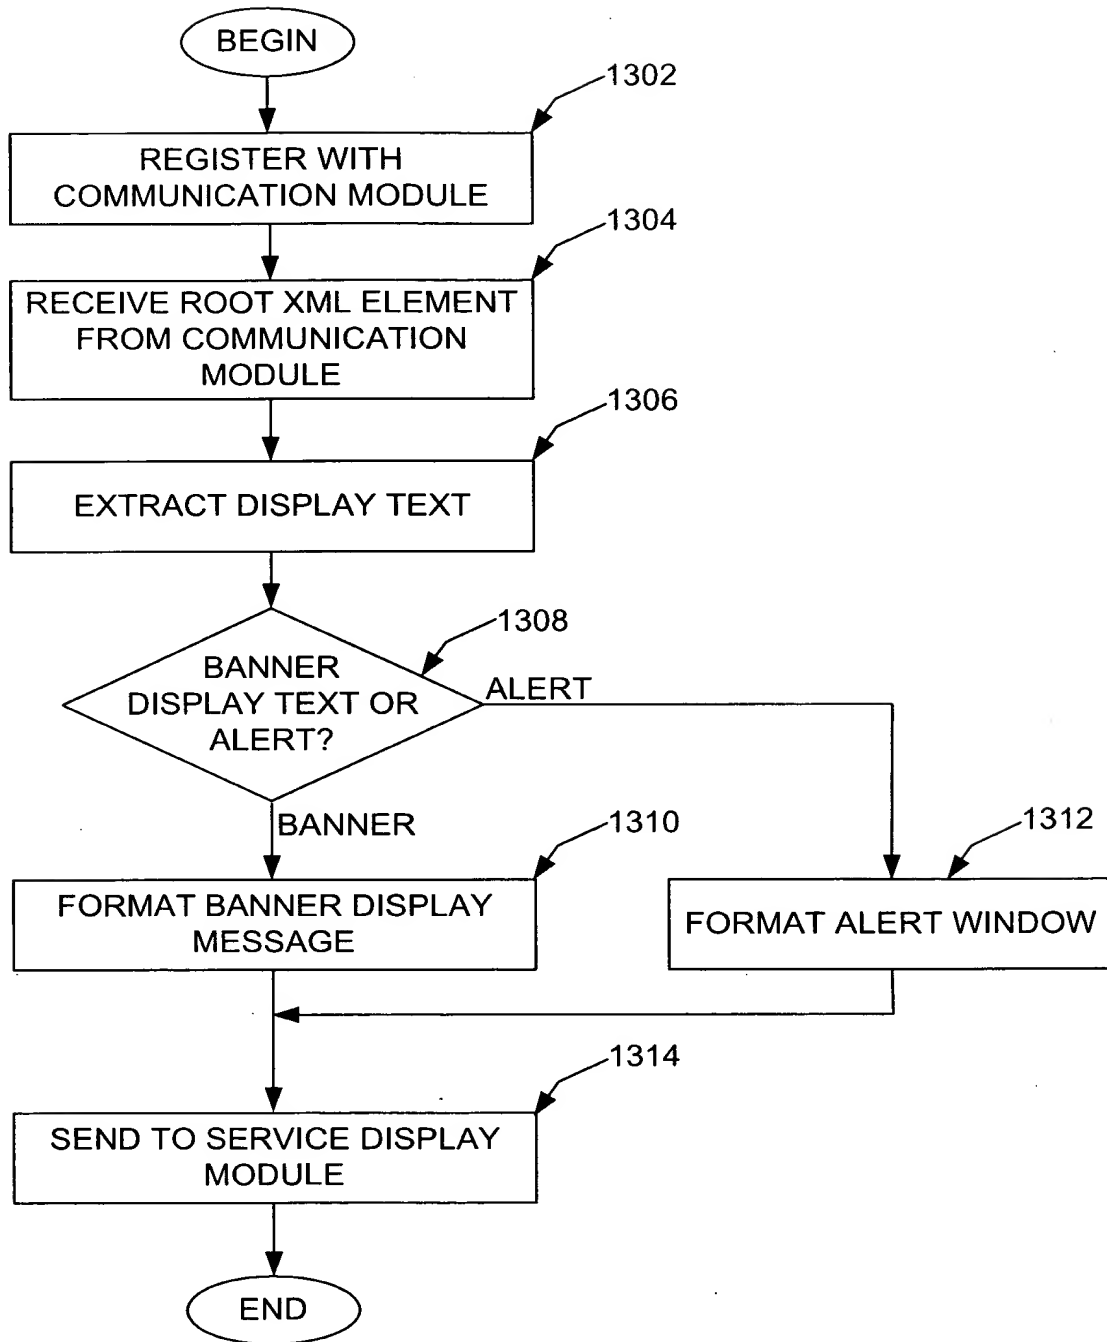 BEGIN
1302
REGISTER WITH
COMMUNICATION MODULE
1304
RECEIVE ROOT XML ELEMENT
FROM COMMUNICATION
MODULE
1306
EXTRACT DISPLAY TEXT
1308
BANNER
DISPLAY TEXT OR
ALERT?
ALERT
BANNER
1310
1312
FORMAT BANNER DISPLAY
MESSAGE
FORMAT ALERT WINDOW
1314
SEND TO SERVICE DISPLAY
MODULE
END